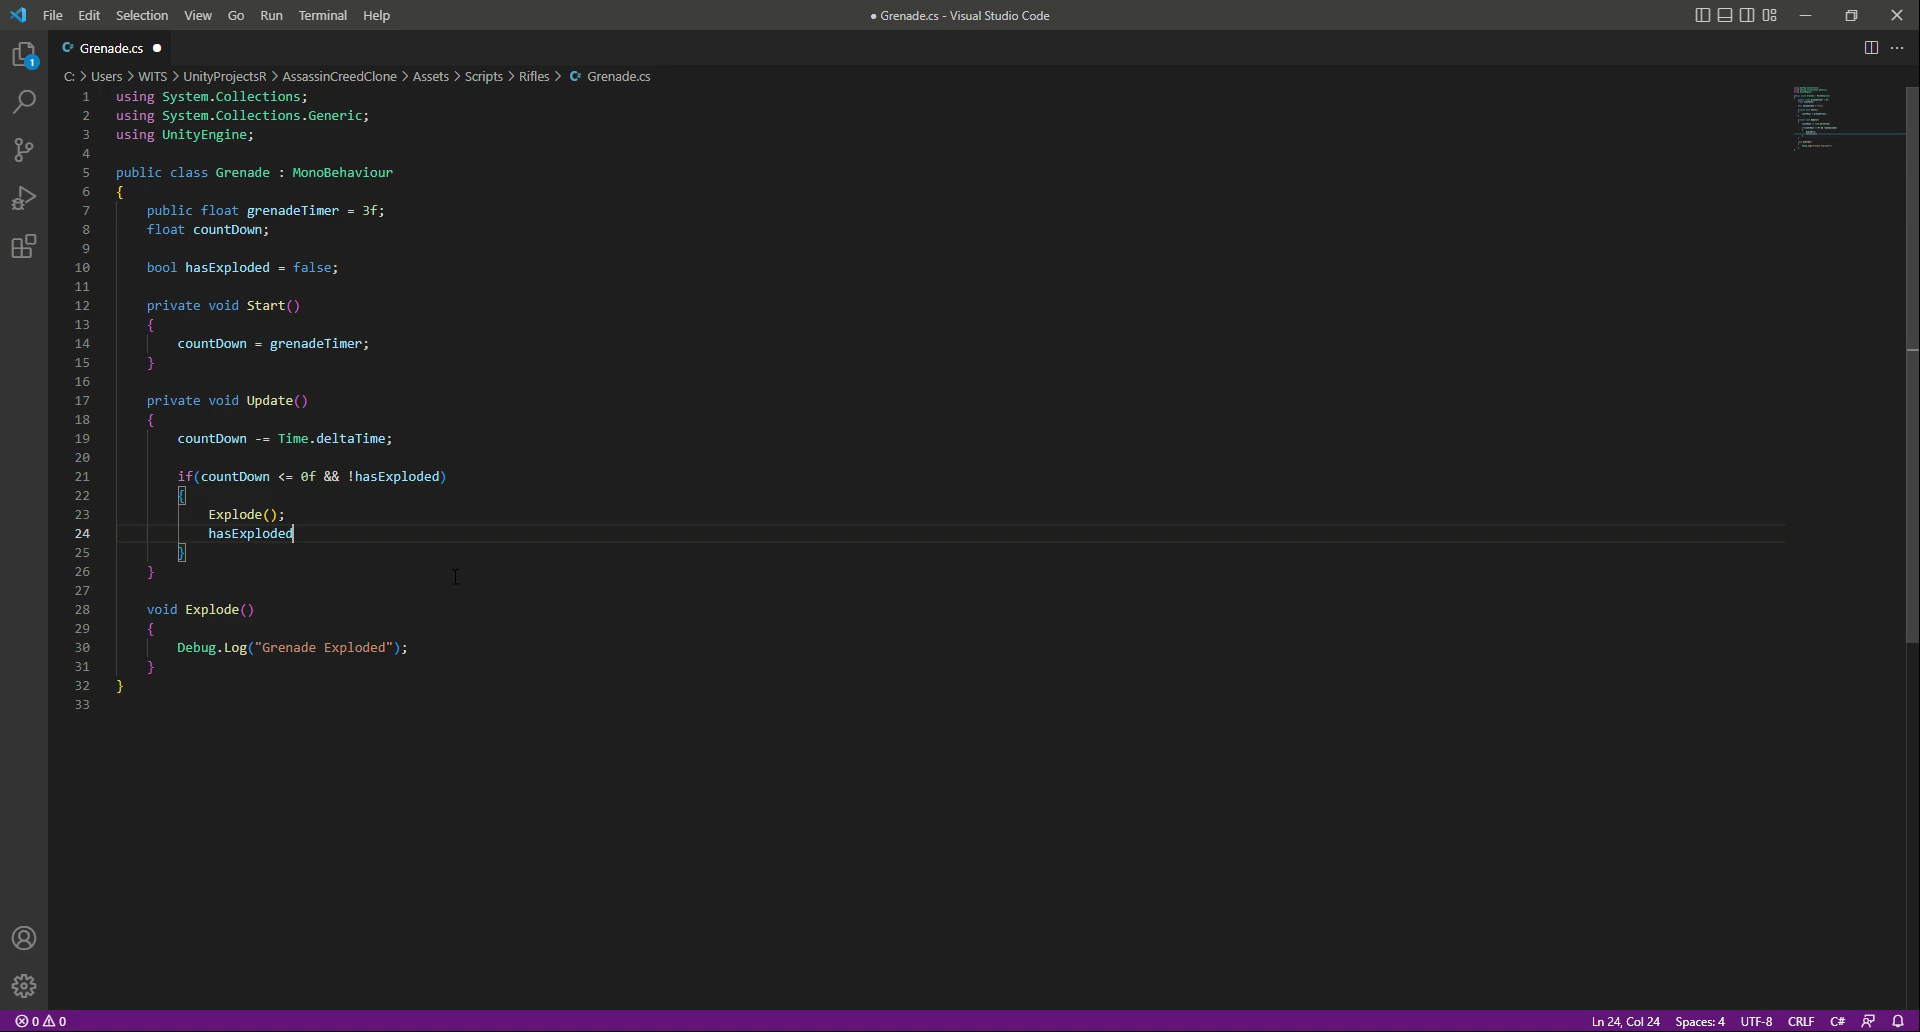 File Edit Selection View Go Run Terminal Help
● Grenade.cs - Visual Studio Code
Grenade.cs
C: > Users > WITS > UnityProjectsR > AssassinCreedClone > Assets > Scripts > Rifles > Grenade.cs
1 using System.Collections;
2 using System.Collections.Generic;
3 using UnityEngine;
4
5 public class Grenade : MonoBehaviour
6 {
7     public float grenadeTimer = 3f;
8     float countDown;
9
10     bool hasExploded = false;
11
12     private void Start()
13     {
14         countDown = grenadeTimer;
15     }
16
17     private void Update()
18     {
19         countDown -= Time.deltaTime;
20
21         if(countDown <= 0f && !hasExploded)
22         {
23             Explode();
24             hasExploded
25         }
26     }
27
28     void Explode()
29     {
30         Debug.Log("Grenade Exploded");
31     }
32 }
33
1
0 0
Ln 24, Col 24 Spaces: 4 UTF-8 CRLF C#